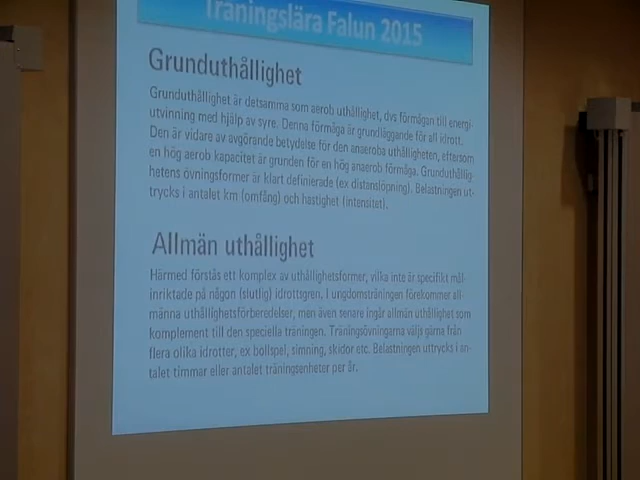 Träningslära Falun 2015
Grunduthållighet
Grunduthållighet är detsamma som aerob uthållighet, dvs förmågan till energi-
utvinning med hjälp av syre. Denna förmåga är grundläggande för all idrott.
Den är vidare av avgörande betydelse för den anaeroba uthålligheten, eftersom
en hög aerob kapacitet är grunden för en hög anaerob förmåga. Grunduthållig-
hetens övningsformer är klart definierade (ex distanslöpning). Belastningen ut-
trycks i antalet km (omfång) och hastighet (intensitet).
Allmän uthållighet
Härmed förstås ett komplex av uthållighetsformer, vilka inte är specifikt mål-
inriktade på någon (slutlig) idrottsgren. I ungdomsträningen förekommer all-
männa uthållighetsförberedelser, men även senare ingår allmän uthållighet som
komplement till den speciella träningen. Träningsövningarna väljs gärna från
flera olika idrotter, ex bollspel, simning, skidor etc. Belastningen uttrycks i an-
talet timmar eller antalet träningsenheter per år.